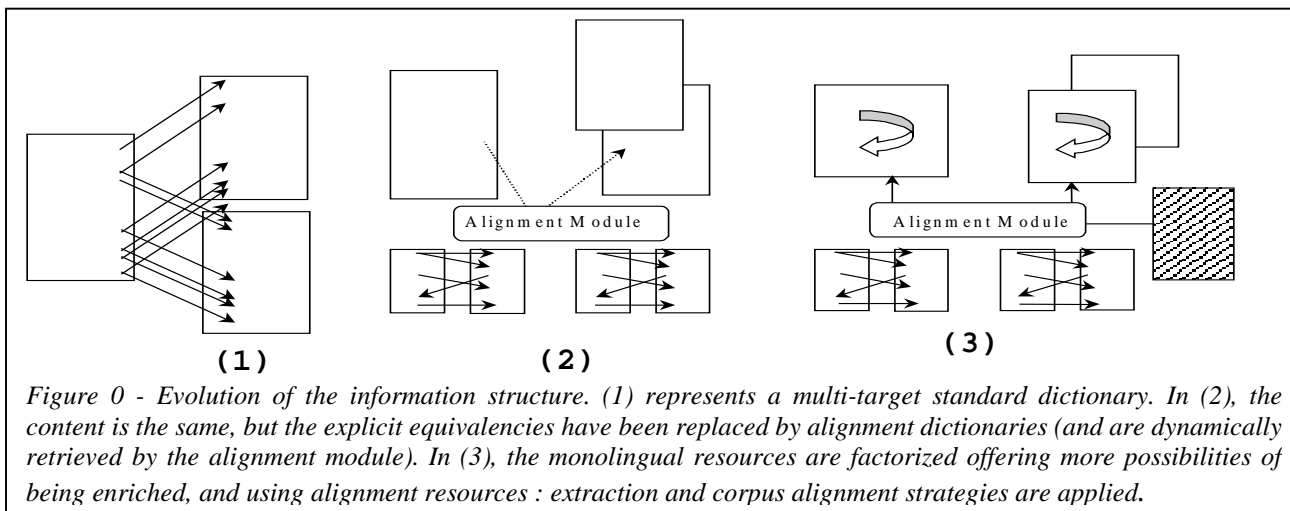 Alignment Module
Alignment Module
(1)
(2)
(3)
Figure 0 - Evolution of the information structure. (1) represents a multi-target standard dictionary. In (2), the
content is the same, but the explicit equivalencies have been replaced by alignment dictionaries (and are dynamically
retrieved by the alignment module). In (3), the monolingual resources are factorized offering more possibilities of
being enriched, and using alignment resources : extraction and corpus alignment strategies are applied.